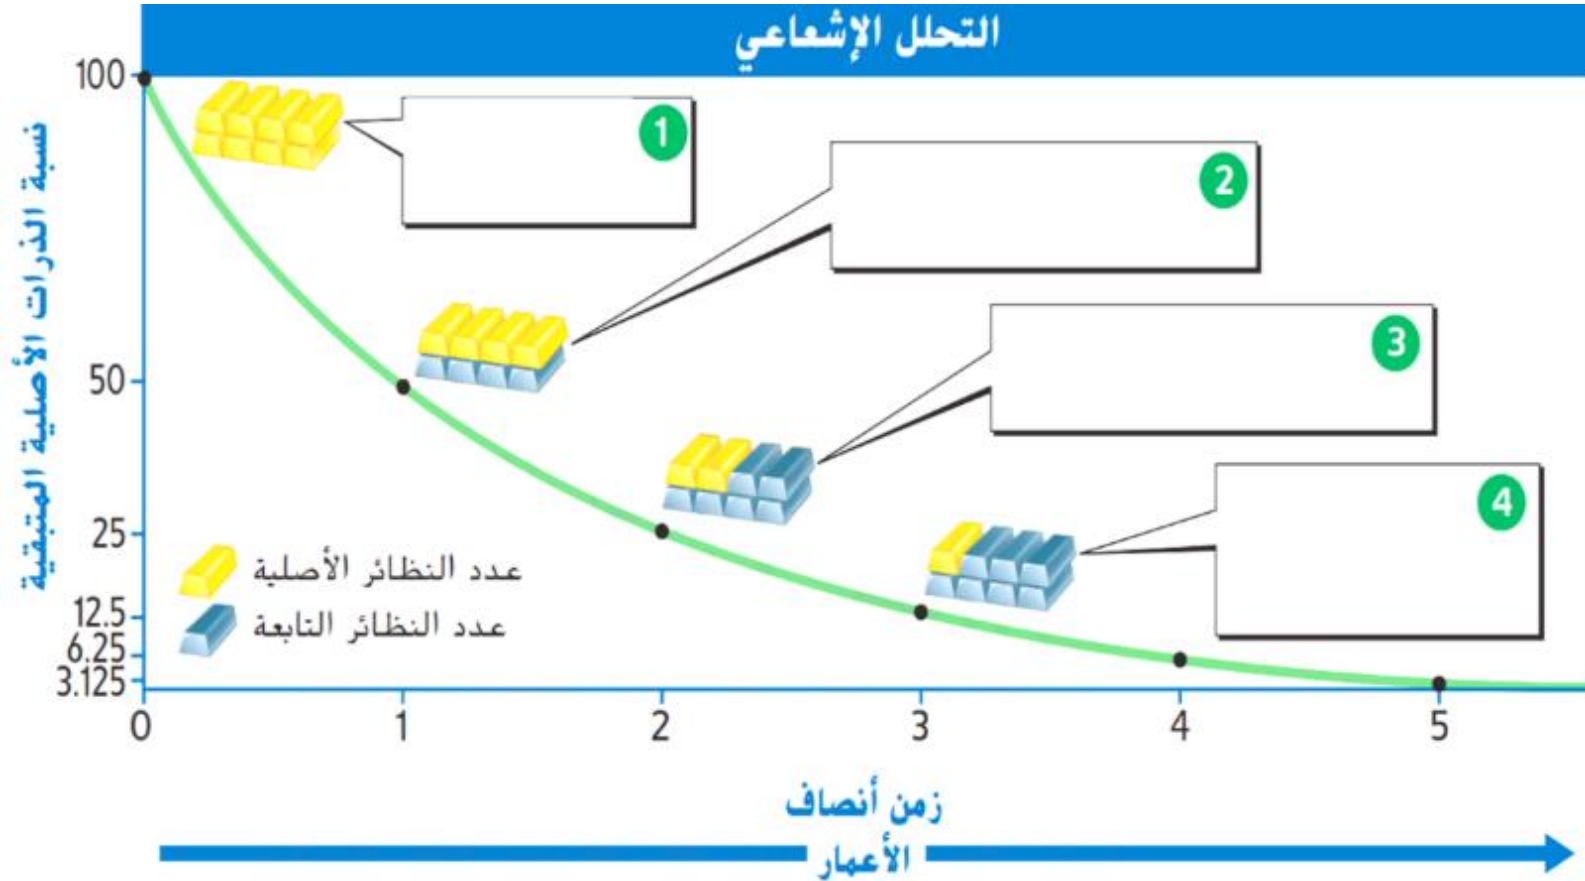 التحلل الإشعاعي
نسبة الذرات الأصلية المتبقية
100
50
25
12.5
6.25
3.125
1
2
3
4
عدد النظائر الأصلية
عدد النظائر التابعة
0 1 2 3 4 5
زمن أنصاف
الأعمار